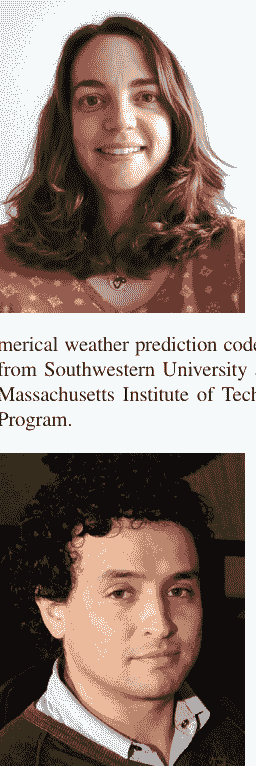 merical weather prediction code
from Southwestern University
Massachusetts Institute of Tech
Program.